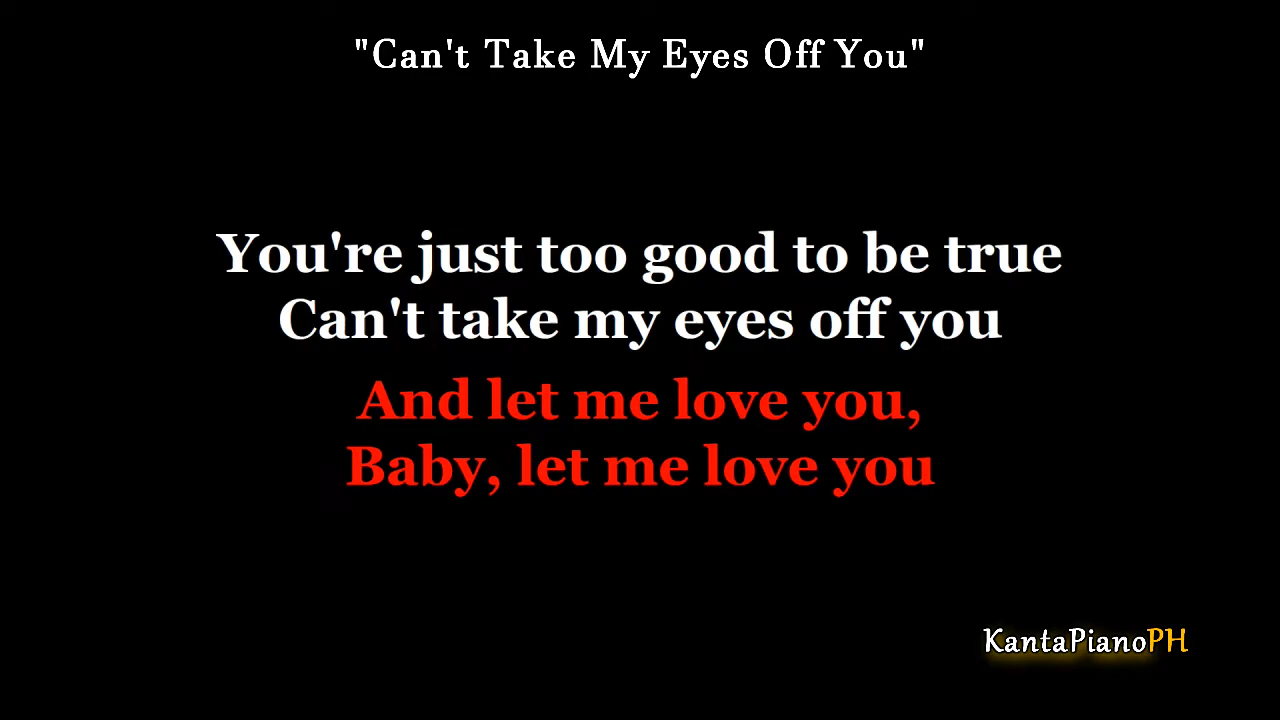 "Can't Take My Eyes Off You"
You're just too good to be true
Can't take my eyes off you
And let me love you,
Baby, let me love you
KantaPianoPH